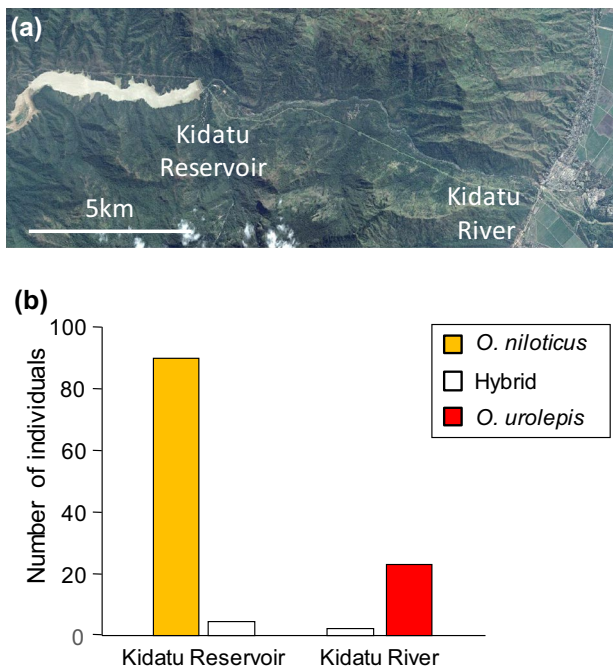 (a)
Kidatu
Reservoir
Kidatu
River
5km
(b)
Number of individuals
100
80
60
40
20
0
O. niloticus
Hybrid
O. urolepis
Kidatu Reservoir
Kidatu River